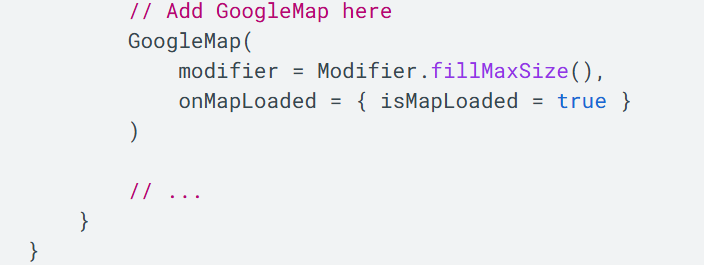 // Add GoogleMap here
GoogleMap(
    modifier = Modifier.fillMaxSize(),
    onMapLoaded = { isMapLoaded = true }
)
// ...
}
}